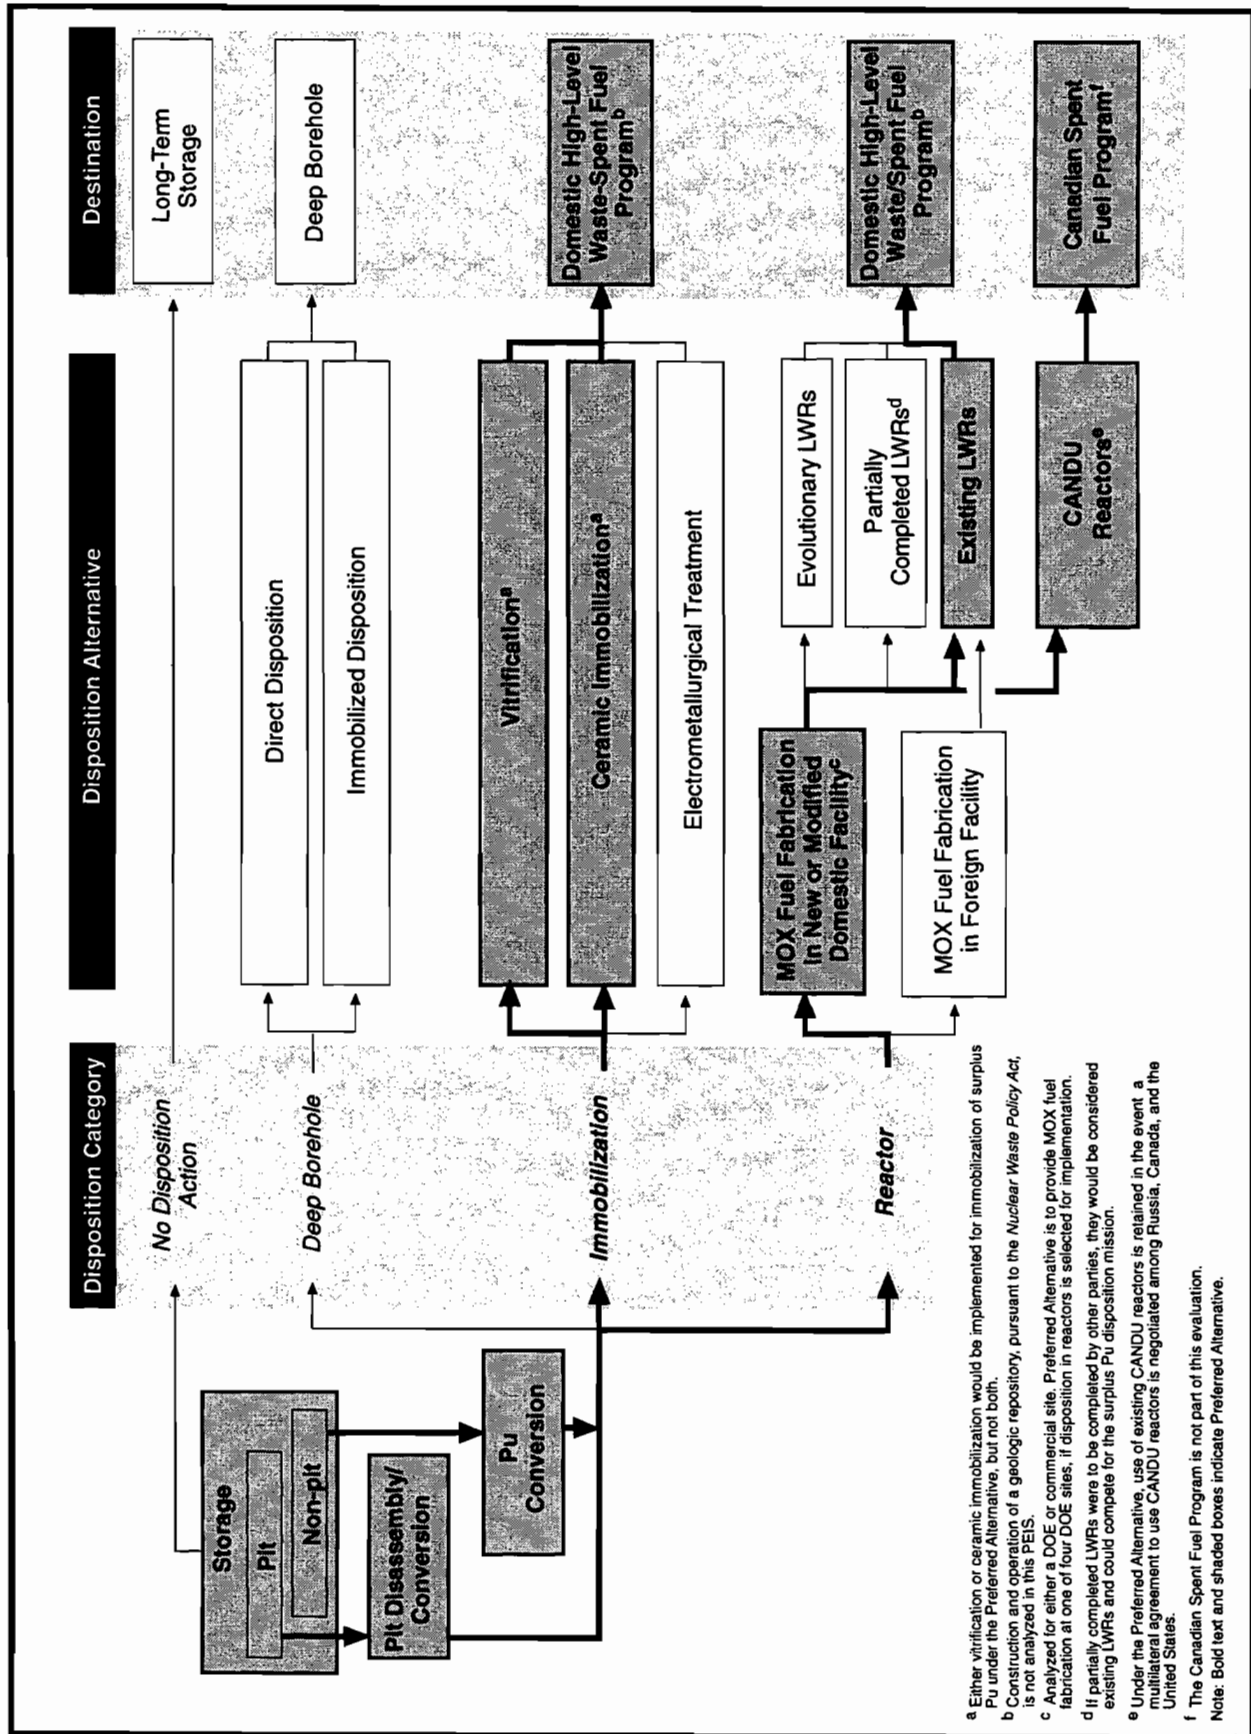 Disposition Category
Disposition Alternative
Destination
Storage
Pit
Non-pit
Pit Disassembly/
Conversion
Pu
Conversion
No Disposition
Action
Long-Term
Storage
Deep Borehole
Direct Disposition
Immobilized Disposition
Deep Borehole
Immobilization
Vitrificationᵃ
Ceramic Immobilizationᵃ
Electrometallurgical Treatment
Domestic High-Level
Waste-Spent Fuel
Programᵇ
Reactor
MOX Fuel Fabrication
In New or Modified
Domestic Facilityᶜ
MOX Fuel Fabrication
in Foreign Facility
Evolutionary LWRs
Partially
Completed LWRsᵈ
Existing LWRs
CANDU
Reactorsᵉ
Domestic High-Level
Waste/Spent Fuel
Programᵇ
Canadian Spent
Fuel Programᶠ
a Either vitrification or ceramic immobilization would be implemented for immobilization of surplus
Pu under the Preferred Alternative, but not both.
b Construction and operation of a geologic repository, pursuant to the Nuclear Waste Policy Act,
is not analyzed in this PEIS.
c Analyzed for either a DOE or commercial site. Preferred Alternative is to provide MOX fuel
fabrication at one of four DOE sites, if disposition in reactors is selected for implementation.
d If partially completed LWRs were to be completed by other parties, they would be considered
existing LWRs and could compete for the surplus Pu disposition mission.
e Under the Preferred Alternative, use of existing CANDU reactors is retained in the event a
multilateral agreement to use CANDU reactors is negotiated among Russia, Canada, and the
United States.
f The Canadian Spent Fuel Program is not part of this evaluation.
Note: Bold text and shaded boxes indicate Preferred Alternative.